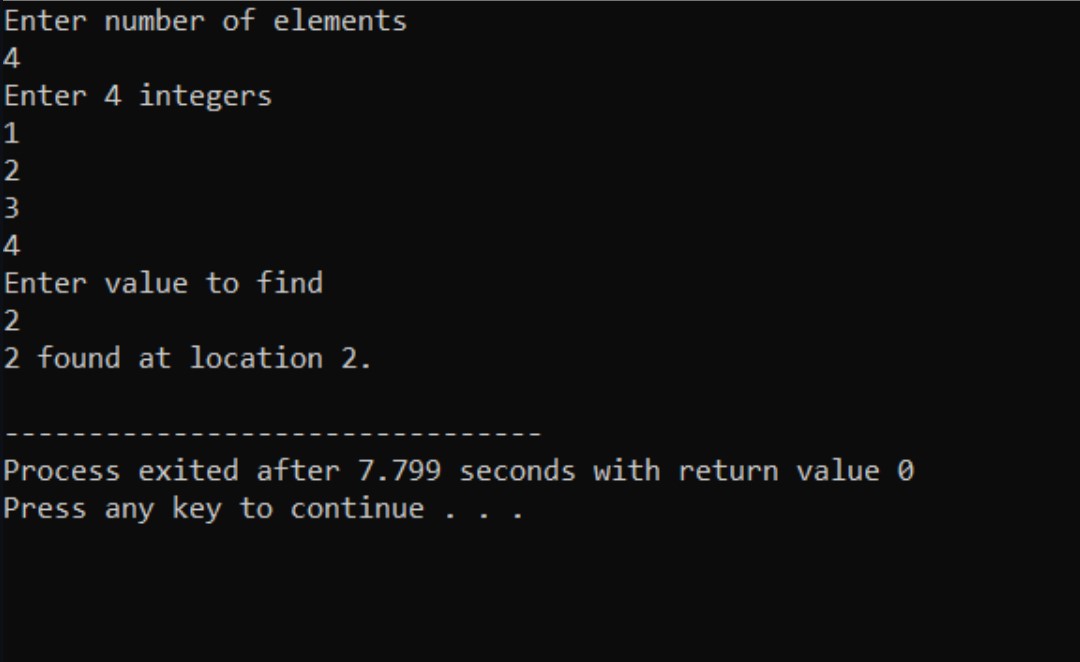 Enter number of elements
4
Enter 4 integers
1
2
3
4
Enter value to find
2
2 found at location 2.
--------------------------------
Process exited after 7.799 seconds with return value 0
Press any key to continue . . .